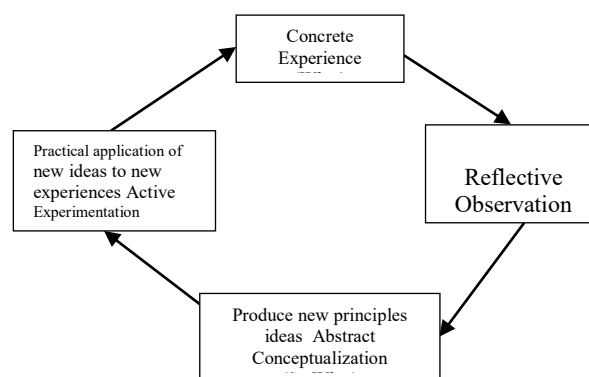 Concrete
Experience
Reflective
Observation
Produce new principles
ideas Abstract
Conceptualization
Practical application of
new ideas to new
experiences Active
Experimentation